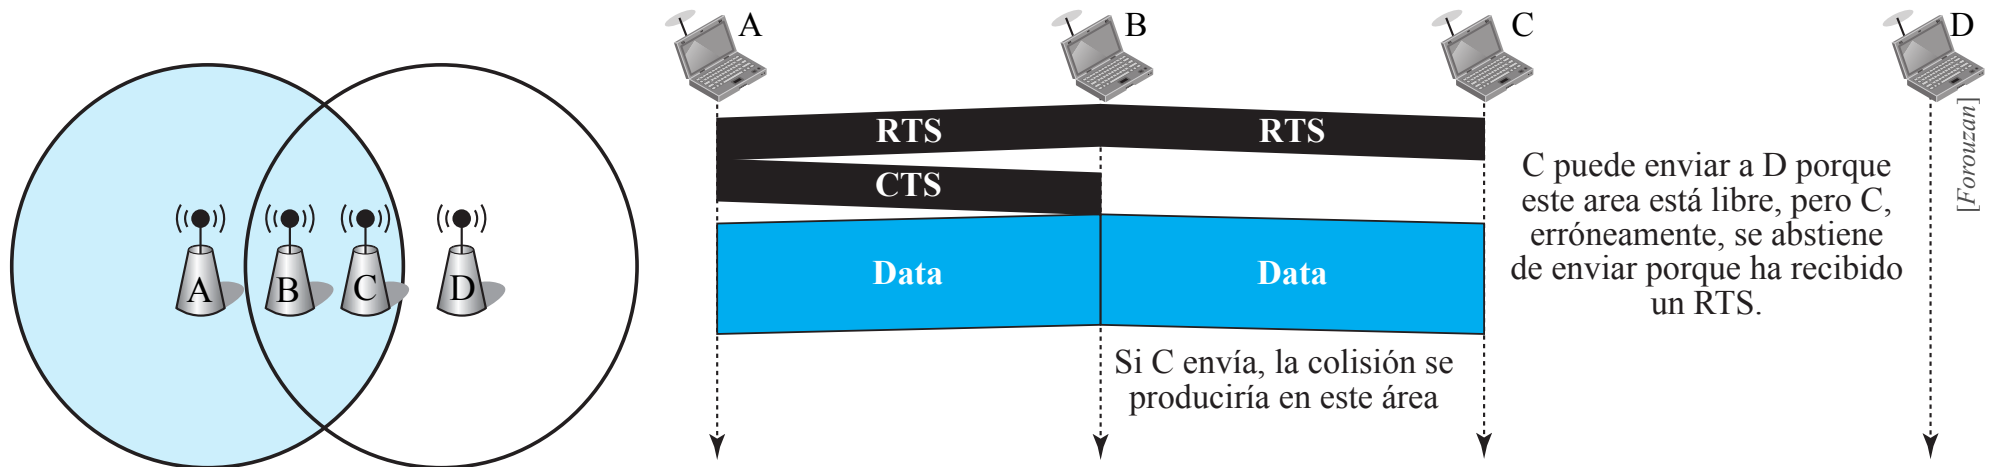 A
B
C
D
A
B
C
D
RTS
RTS
CTS
Data
Data
C puede enviar a D porque
este area está libre, pero C,
erróneamente, se abstiene
de enviar porque ha recibido
un RTS.
Si C envía, la colisión se
produciría en este área
[Forouzan]